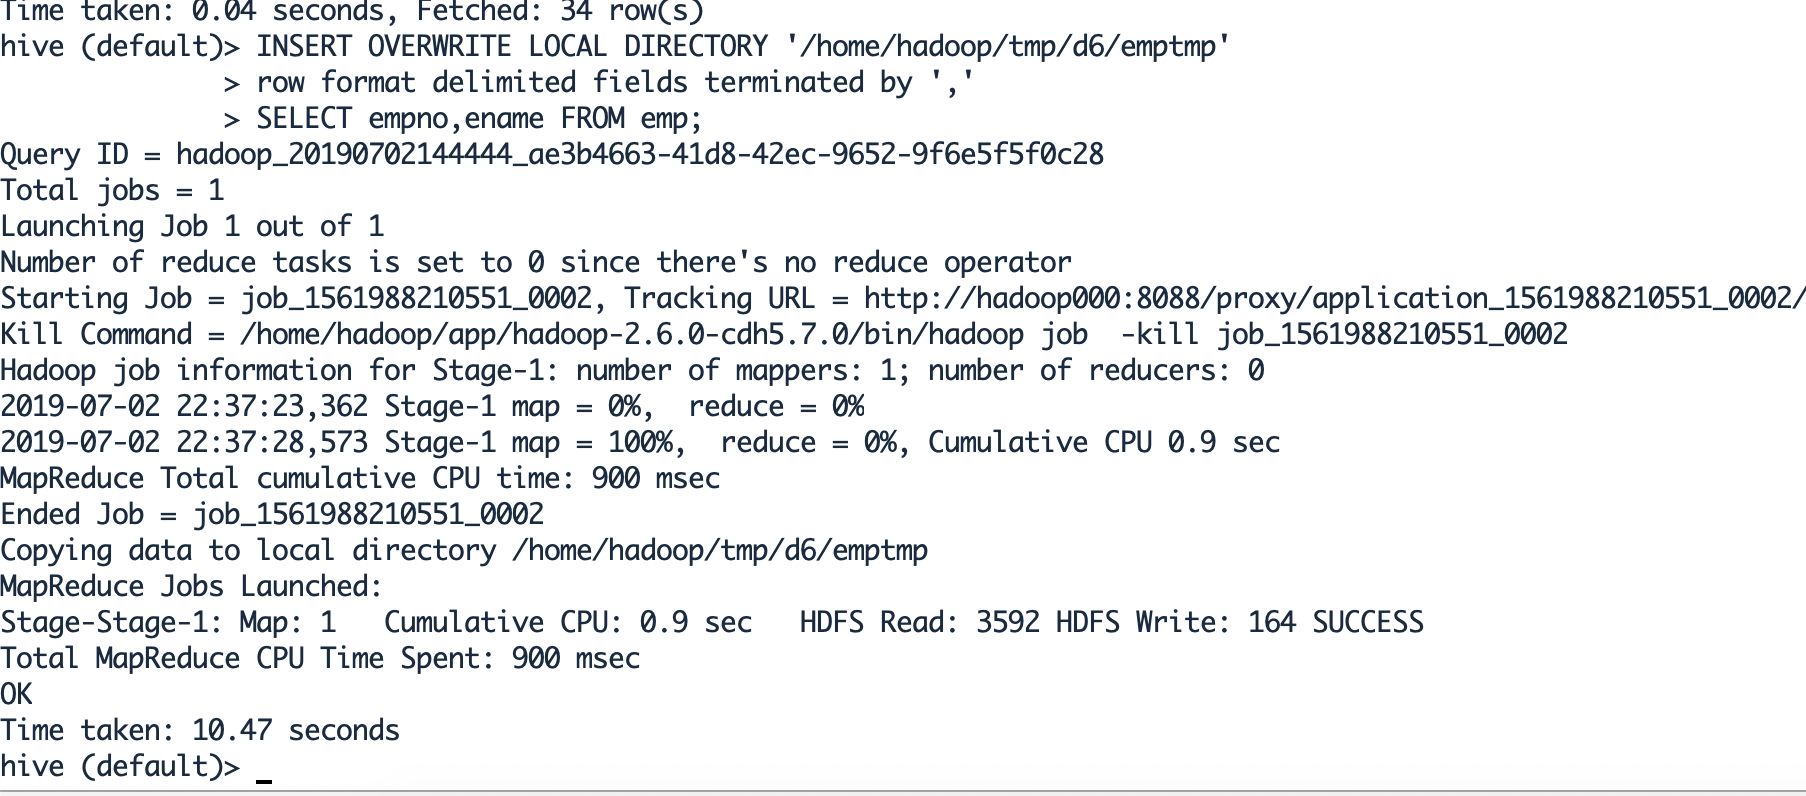 Time taken: 0.04 seconds, Fetched: 34 row(s)
hive (default)> INSERT OVERWRITE LOCAL DIRECTORY '/home/hadoop/tmp/d6/emptmp'
              > row format delimited fields terminated by ','
              > SELECT empno,ename FROM emp;
Query ID = hadoop_20190702144444_ae3b4663-41d8-42ec-9652-9f6e5f5f0c28
Total jobs = 1
Launching Job 1 out of 1
Number of reduce tasks is set to 0 since there's no reduce operator
Starting Job = job_1561988210551_0002, Tracking URL = http://hadoop000:8088/proxy/application_1561988210551_0002/
Kill Command = /home/hadoop/app/hadoop-2.6.0-cdh5.7.0/bin/hadoop job  -kill job_1561988210551_0002
Hadoop job information for Stage-1: number of mappers: 1; number of reducers: 0
2019-07-02 22:37:23,362 Stage-1 map = 0%,  reduce = 0%
2019-07-02 22:37:28,573 Stage-1 map = 100%,  reduce = 0%, Cumulative CPU 0.9 sec
MapReduce Total cumulative CPU time: 900 msec
Ended Job = job_1561988210551_0002
Copying data to local directory /home/hadoop/tmp/d6/emptmp
MapReduce Jobs Launched:
Stage-Stage-1: Map: 1   Cumulative CPU: 0.9 sec   HDFS Read: 3592 HDFS Write: 164 SUCCESS
Total MapReduce CPU Time Spent: 900 msec
OK
Time taken: 10.47 seconds
hive (default)> _